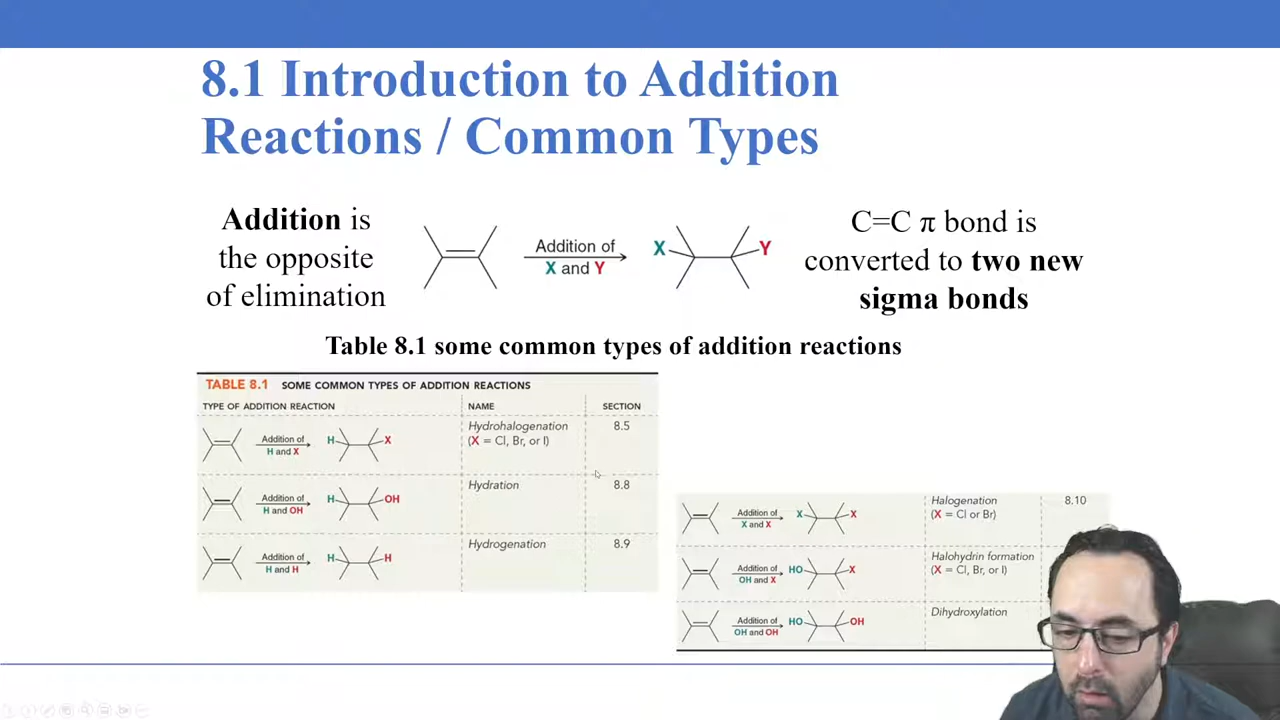 8.1 Introduction to Addition
Reactions / Common Types
Addition is
the opposite
of elimination
Addition of
X and Y
X
Y
C=C π bond is
converted to two new
sigma bonds
Table 8.1 some common types of addition reactions
TABLE 8.1 SOME COMMON TYPES OF ADDITION REACTIONS
TYPE OF ADDITION REACTION NAME SECTION
Addition of
H and X
H X
Hydrohalogenation
(X = Cl, Br, or I)
8.5
Addition of
H and OH
H OH
Hydration
8.8
Addition of
H and H
H H
Hydrogenation
8.9
Addition of
X and X
X X
Halogenation
(X = Cl or Br)
8.10
Addition of
OH and X
HO X
Halohydrin formation
(X = Cl, Br, or I)
Addition of
OH and OH
HO OH
Dihydroxylation